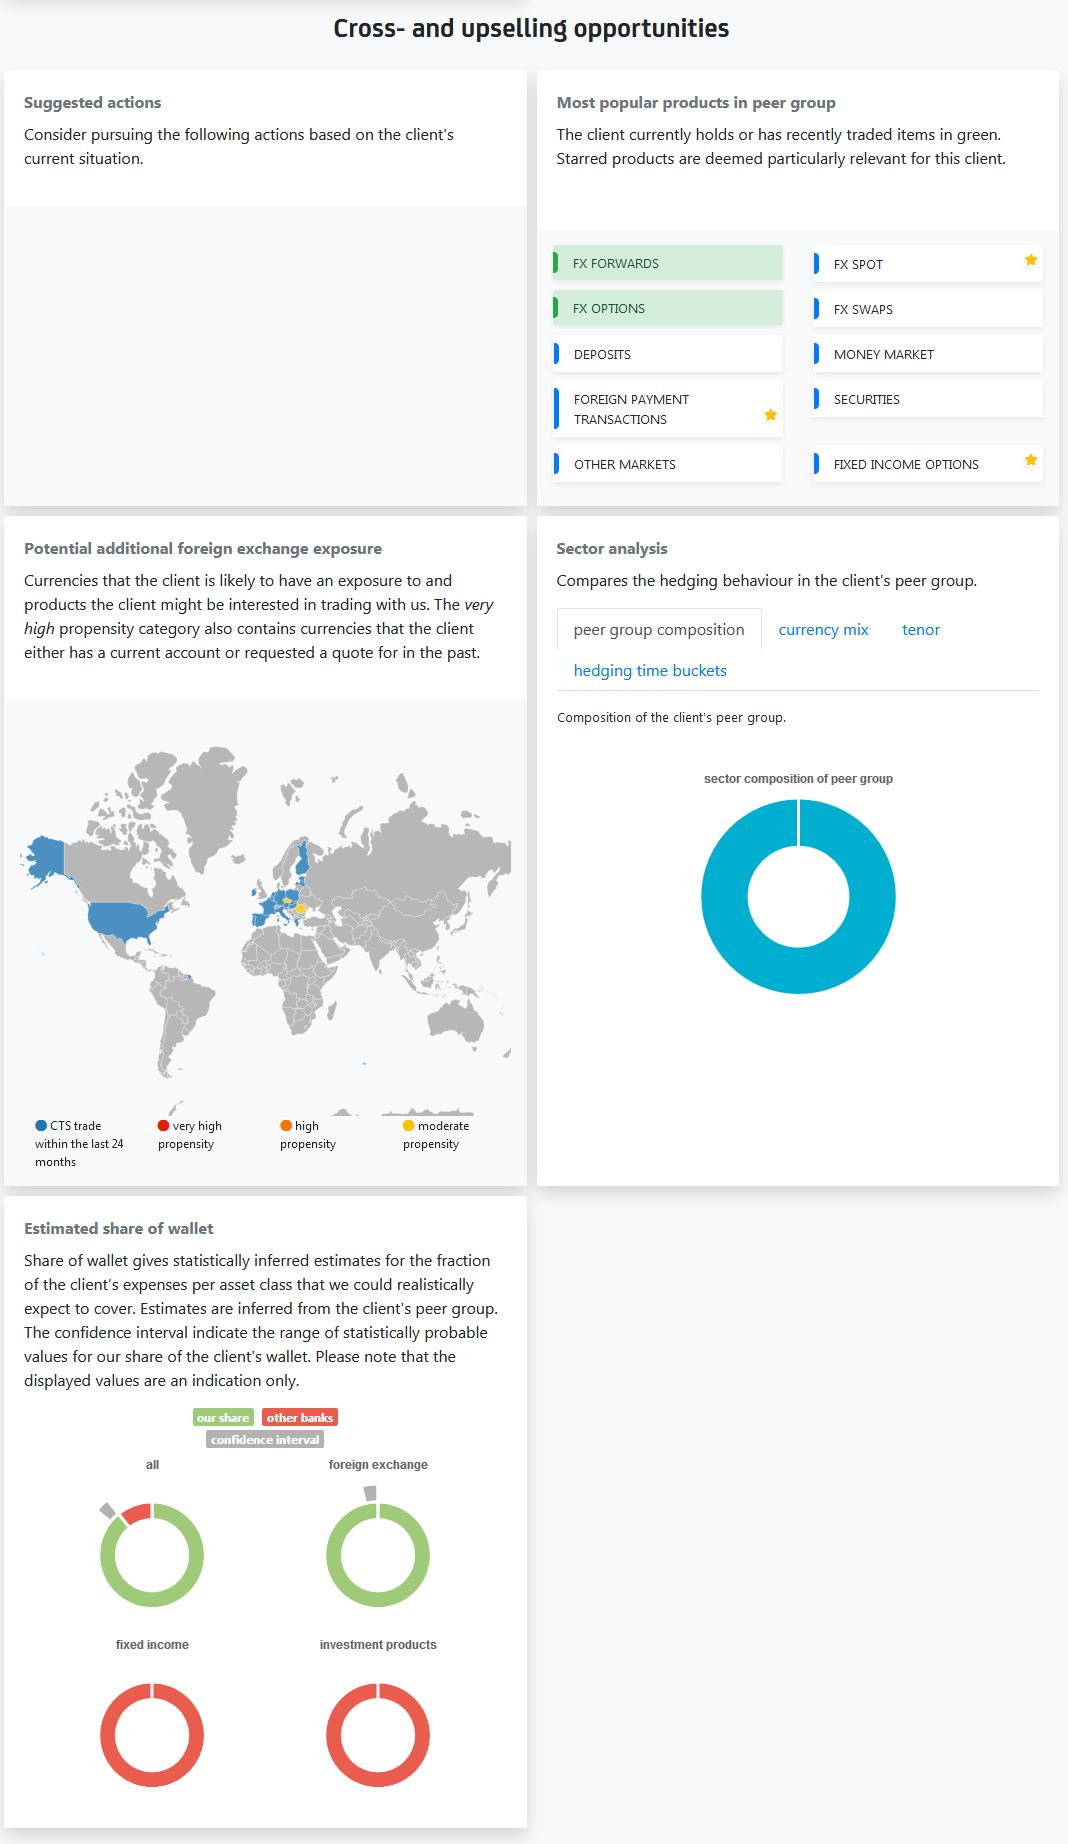 Cross- and upselling opportunities
Suggested actions
Consider pursuing the following actions based on the client's
current situation.
Most popular products in peer group
The client currently holds or has recently traded items in green.
Starred products are deemed particularly relevant for this client.
FX FORWARDS
FX SPOT
FX OPTIONS
FX SWAPS
DEPOSITS
MONEY MARKET
FOREIGN PAYMENT
TRANSACTIONS
SECURITIES
OTHER MARKETS
FIXED INCOME OPTIONS
Potential additional foreign exchange exposure
Currencies that the client is likely to have an exposure to and
products the client might be interested in trading with us. The very
high propensity category also contains currencies that the client
either has a current account or requested a quote for in the past.
CTS trade
within the last 24
months
very high
propensity
high
propensity
moderate
propensity
Sector analysis
Compares the hedging behaviour in the client's peer group.
peer group composition
currency mix
tenor
hedging time buckets
Composition of the client's peer group.
sector composition of peer group
Estimated share of wallet
Share of wallet gives statistically inferred estimates for the fraction
of the client's expenses per asset class that we could realistically
expect to cover. Estimates are inferred from the client's peer group.
The confidence interval indicate the range of statistically probable
values for our share of the client's wallet. Please note that the
displayed values are an indication only.
our share
other banks
confidence interval
all
foreign exchange
fixed income
investment products